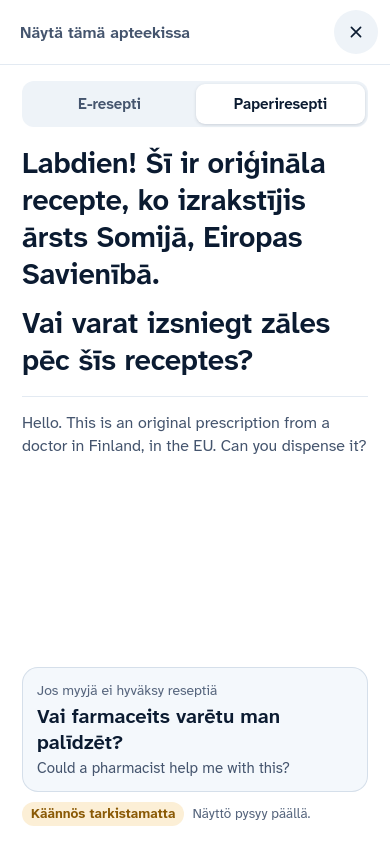 Näytä tämä apteekissa
E-resepti
Paperiresepti
Labdien! Šī ir oriģināla
recepte, ko izrakstījis
ārsts Somijā, Eiropas
Savienībā.
Vai varat izsniegt zāles
pēc šīs receptes?
Hello. This is an original prescription from a
doctor in Finland, in the EU. Can you dispense it?
Jos myyjä ei hyväksy reseptiä
Vai farmaceits varētu man
palīdzēt?
Could a pharmacist help me with this?
Käännös tarkistamatta
Näyttö pysyy päällä.